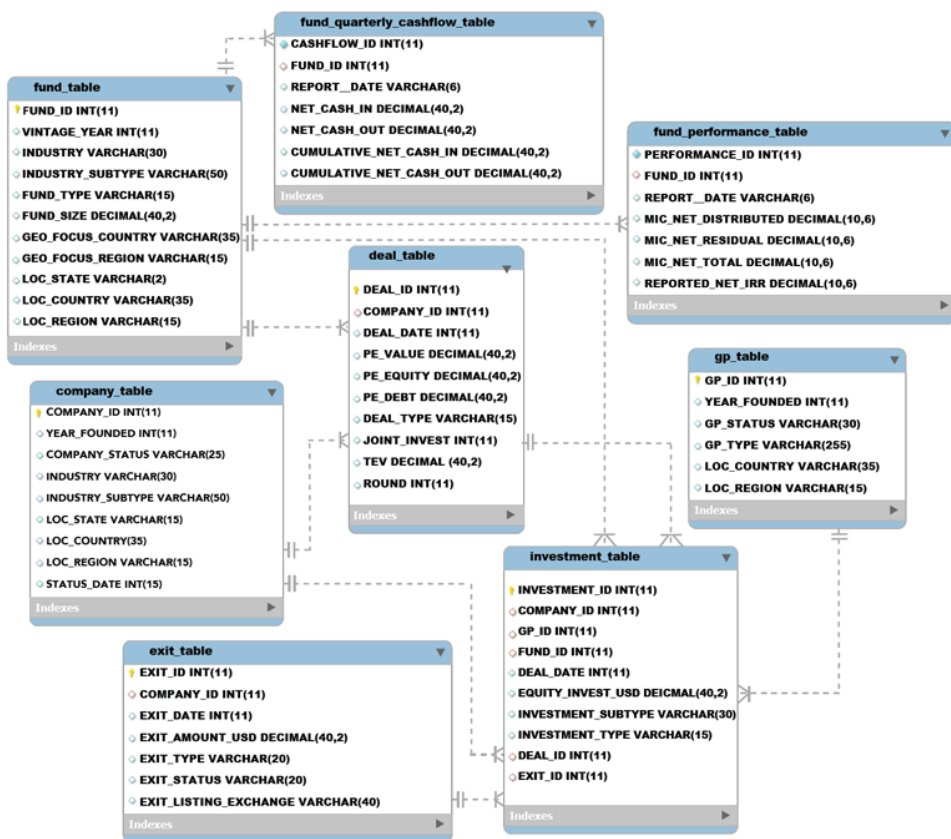 fund_quarterly_cashflow_table
CASHFLOW_ID INT(11)
FUND_ID INT(11)
REPORT__DATE VARCHAR(6)
NET_CASH_IN DECIMAL(40,2)
NET_CASH_OUT DECIMAL(40,2)
CUMULATIVE_NET_CASH_IN DECIMAL(40,2)
CUMULATIVE_NET_CASH_OUT DECIMAL(40,2)
Indexes
fund_table
FUND_ID INT(11)
VINTAGE_YEAR INT(11)
INDUSTRY VARCHAR(30)
INDUSTRY_SUBTYPE VARCHAR(50)
FUND_TYPE VARCHAR(15)
FUND_SIZE DECIMAL(40,2)
GEO_FOCUS_COUNTRY VARCHAR(35)
GEO_FOCUS_REGION VARCHAR(15)
LOC_STATE VARCHAR(2)
LOC_COUNTRY VARCHAR(35)
LOC_REGION VARCHAR(15)
Indexes
fund_performance_table
PERFORMANCE_ID INT(11)
FUND_ID INT(11)
REPORT__DATE VARCHAR(6)
MIC_NET_DISTRIBUTED DECIMAL(10,6)
MIC_NET_RESIDUAL DECIMAL(10,6)
MIC_NET_TOTAL DECIMAL(10,6)
REPORTED_NET_IRR DECIMAL(10,6)
Indexes
deal_table
DEAL_ID INT(11)
COMPANY_ID INT(11)
DEAL_DATE INT(11)
PE_VALUE DECIMAL(40,2)
PE_EQUITY DECIMAL(40,2)
PE_DEBT DECIMAL(40,2)
DEAL_TYPE VARCHAR(15)
JOINT_INVEST INT(11)
TEV DECIMAL (40,2)
ROUND INT(11)
Indexes
gp_table
GP_ID INT(11)
YEAR_FOUNDED INT(11)
GP_STATUS VARCHAR(30)
GP_TYPE VARCHAR(255)
LOC_COUNTRY VARCHAR(35)
LOC_REGION VARCHAR(15)
Indexes
company_table
COMPANY_ID INT(11)
YEAR_FOUNDED INT(11)
COMPANY_STATUS VARCHAR(25)
INDUSTRY VARCHAR(30)
INDUSTRY_SUBTYPE VARCHAR(50)
LOC_STATE VARCHAR(15)
LOC_COUNTRY(35)
LOC_REGION VARCHAR(15)
STATUS_DATE INT(15)
Indexes
investment_table
INVESTMENT_ID INT(11)
COMPANY_ID INT(11)
GP_ID INT(11)
FUND_ID INT(11)
DEAL_DATE INT(11)
EQUITY_INVEST_USD DEICMAL(40,2)
INVESTMENT_SUBTYPE VARCHAR(30)
INVESTMENT_TYPE VARCHAR(15)
DEAL_ID INT(11)
EXIT_ID INT(11)
Indexes
exit_table
EXIT_ID INT(11)
COMPANY_ID INT(11)
EXIT_DATE INT(11)
EXIT_AMOUNT_USD DECIMAL(40,2)
EXIT_TYPE VARCHAR(20)
EXIT_STATUS VARCHAR(20)
EXIT_LISTING_EXCHANGE VARCHAR(40)
Indexes